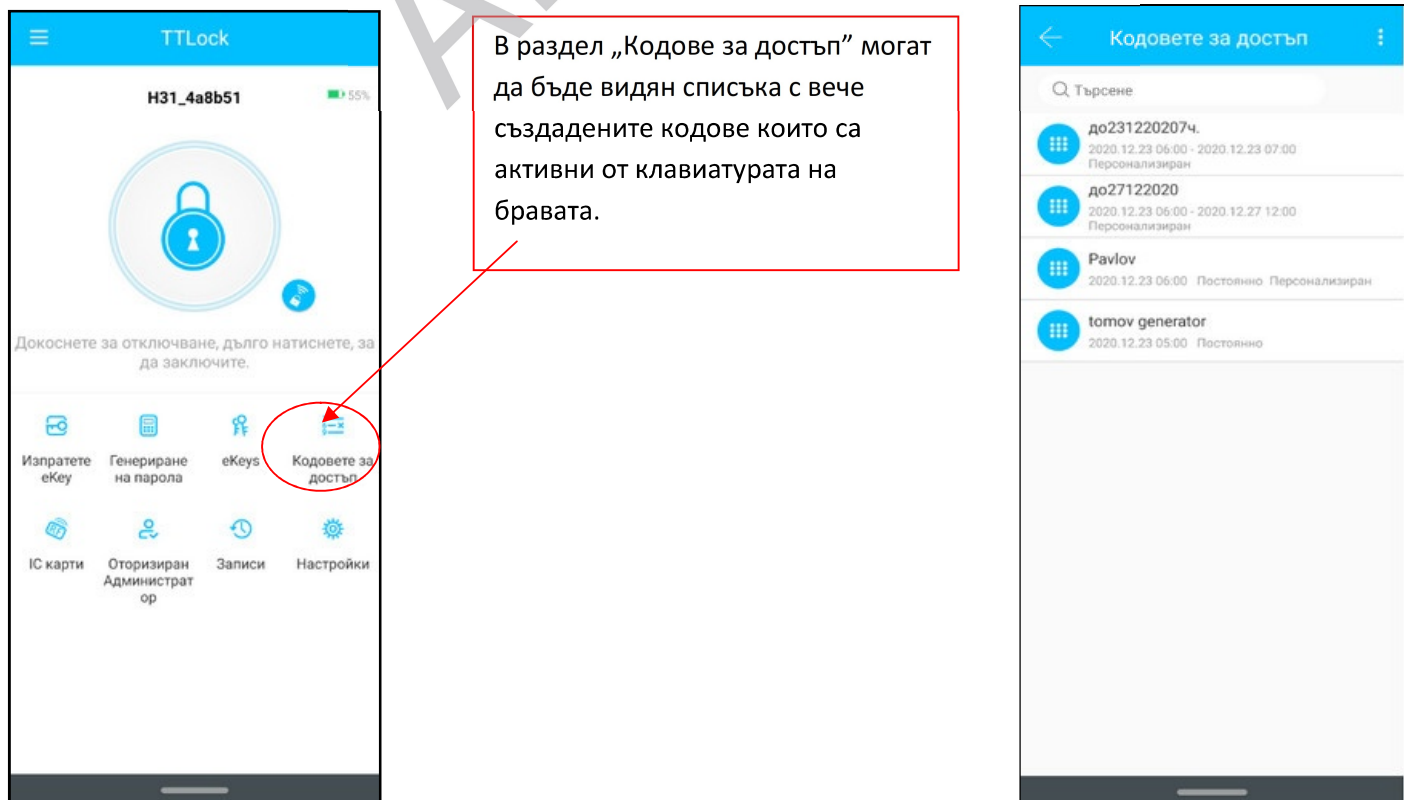 TTLock
H31_4a8b51
55%
Докоснете за отключване, дълго натиснете, за
да заключите.
Изпратете
eKey
Генериране
на парола
eKeys
Кодовете за
достъп
IC карти
Оторизиран
Администрат
ор
Записи
Настройки
В раздел „Кодове за достъп” могат
да бъде видян списъка с вече
създадените кодове които са
активни от клавиатурата на
бравата.
Кодовете за достъп
Търсене
до231220207ч.
2020.12.23 06:00 - 2020.12.23 07:00
Персонализиран
до27122020
2020.12.23 06:00 - 2020.12.27 12:00
Персонализиран
Pavlov
2020.12.23 06:00 Постоянно Персонализиран
tomov generator
2020.12.23 05:00 Постоянно